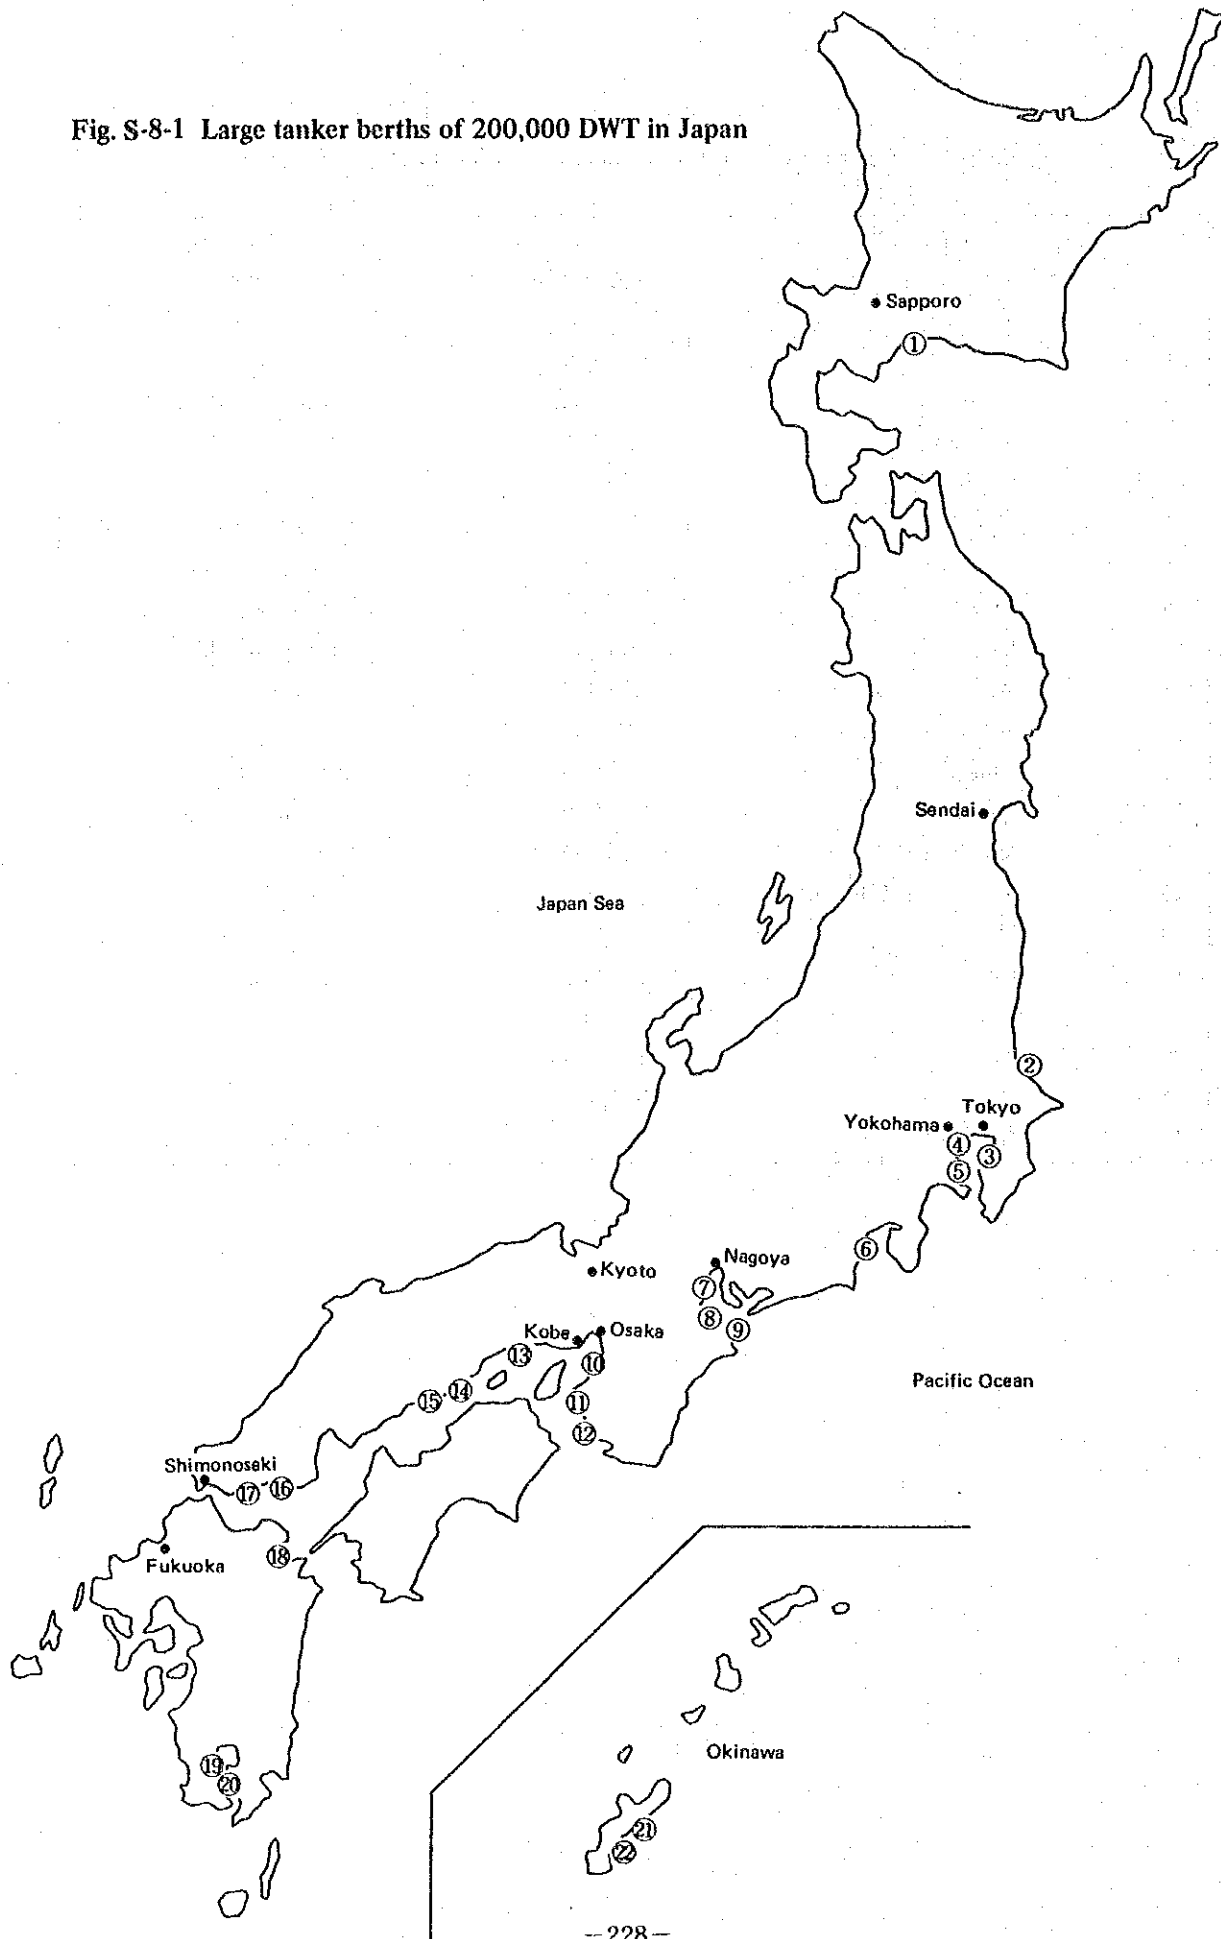 Fig. S-8-1 Large tanker berths of 200,000 DWT in Japan
Sapporo
①
Sendai
Japan Sea
②
Tokyo
Yokohama
④
③
⑤
⑥
Nagoya
Kyoto
⑦
⑧
⑨
Kobe
Osaka
⑬
⑩
Pacific Ocean
⑮
⑭
⑪
⑫
Shimonoseki
⑰
⑯
Fukuoka
⑱
Okinawa
⑲
⑳
㉑
㉒
—228—